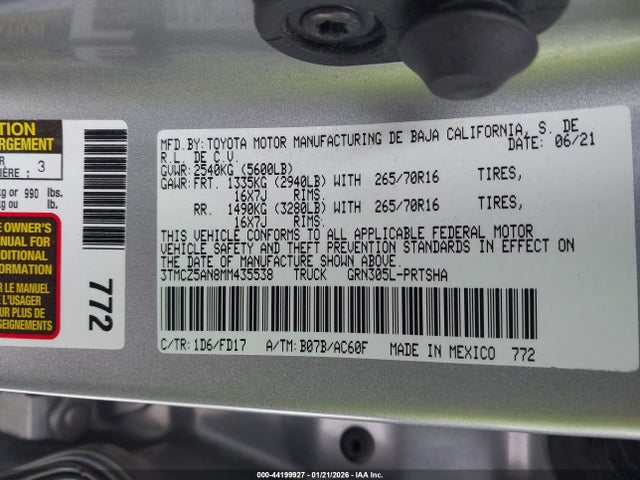 TION
RGEMENT
R
IÈRE : 3
kg or 990 lbs.
kg ou lb.
E OWNER'S
ANUAL FOR
DDITIONAL
ORMATION
R LE MANUEL
L'USAGER
UR PLUS DE
SEIGNEMENTS
772
MFD.BY:TOYOTA MOTOR MANUFACTURING DE BAJA CALIFORNIA, S. DE
R.L. DE C.V. 06/21
GVWR: 2540KG (5600LB)
GAWR: FRT. 1335KG (2940LB) WITH 265/70R16 TIRES,
16X7J RIMS,
RR. 1490KG (3280LB) WITH 265/70R16 TIRES,
16X7J RIMS.
THIS VEHICLE CONFORMS TO ALL APPLICABLE FEDERAL MOTOR
VEHICLE SAFETY AND THEFT PREVENTION STANDARDS IN EFFECT ON
THE DATE OF MANUFACTURE SHOWN ABOVE.
3TMCZ5AN8MM435538 TRUCK GRN305L-PRTSHA
C/TR: 1D6/FD17 A/TM: B07B/AC60F MADE IN MEXICO 772
000-44199927 - 01/21/2026 - IAA Inc.